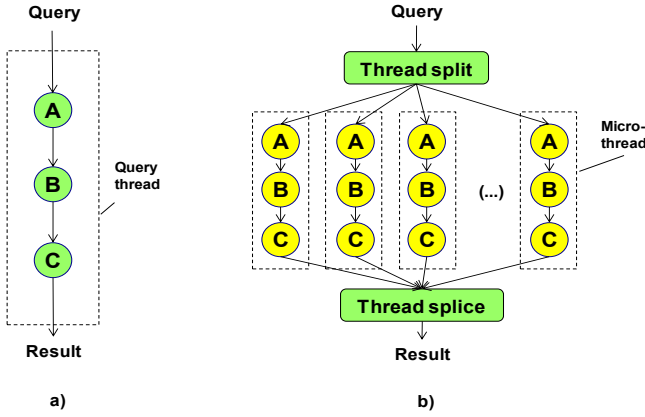 Query
A
B
C
Query
thread
Result
a)
Query
Thread split
A A A A
B B B (...) B
C C C C
Micro-
thread
Thread splice
Result
b)